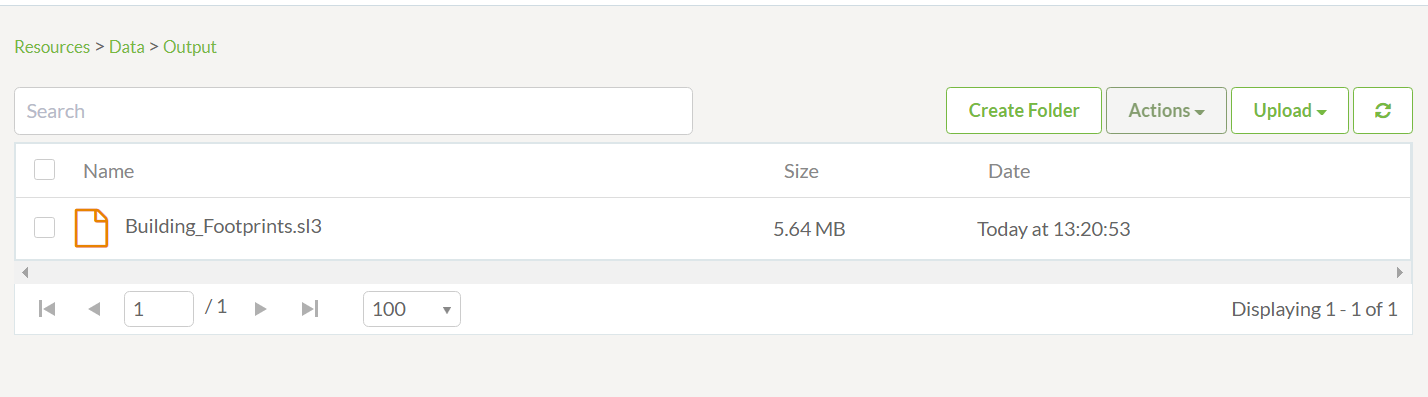 Resources > Data > Output
Search
Create Folder
Actions
Upload
Name Size Date
Building_Footprints.sl3 5.64 MB Today at 13:20:53
1 / 1 100 Displaying 1 - 1 of 1